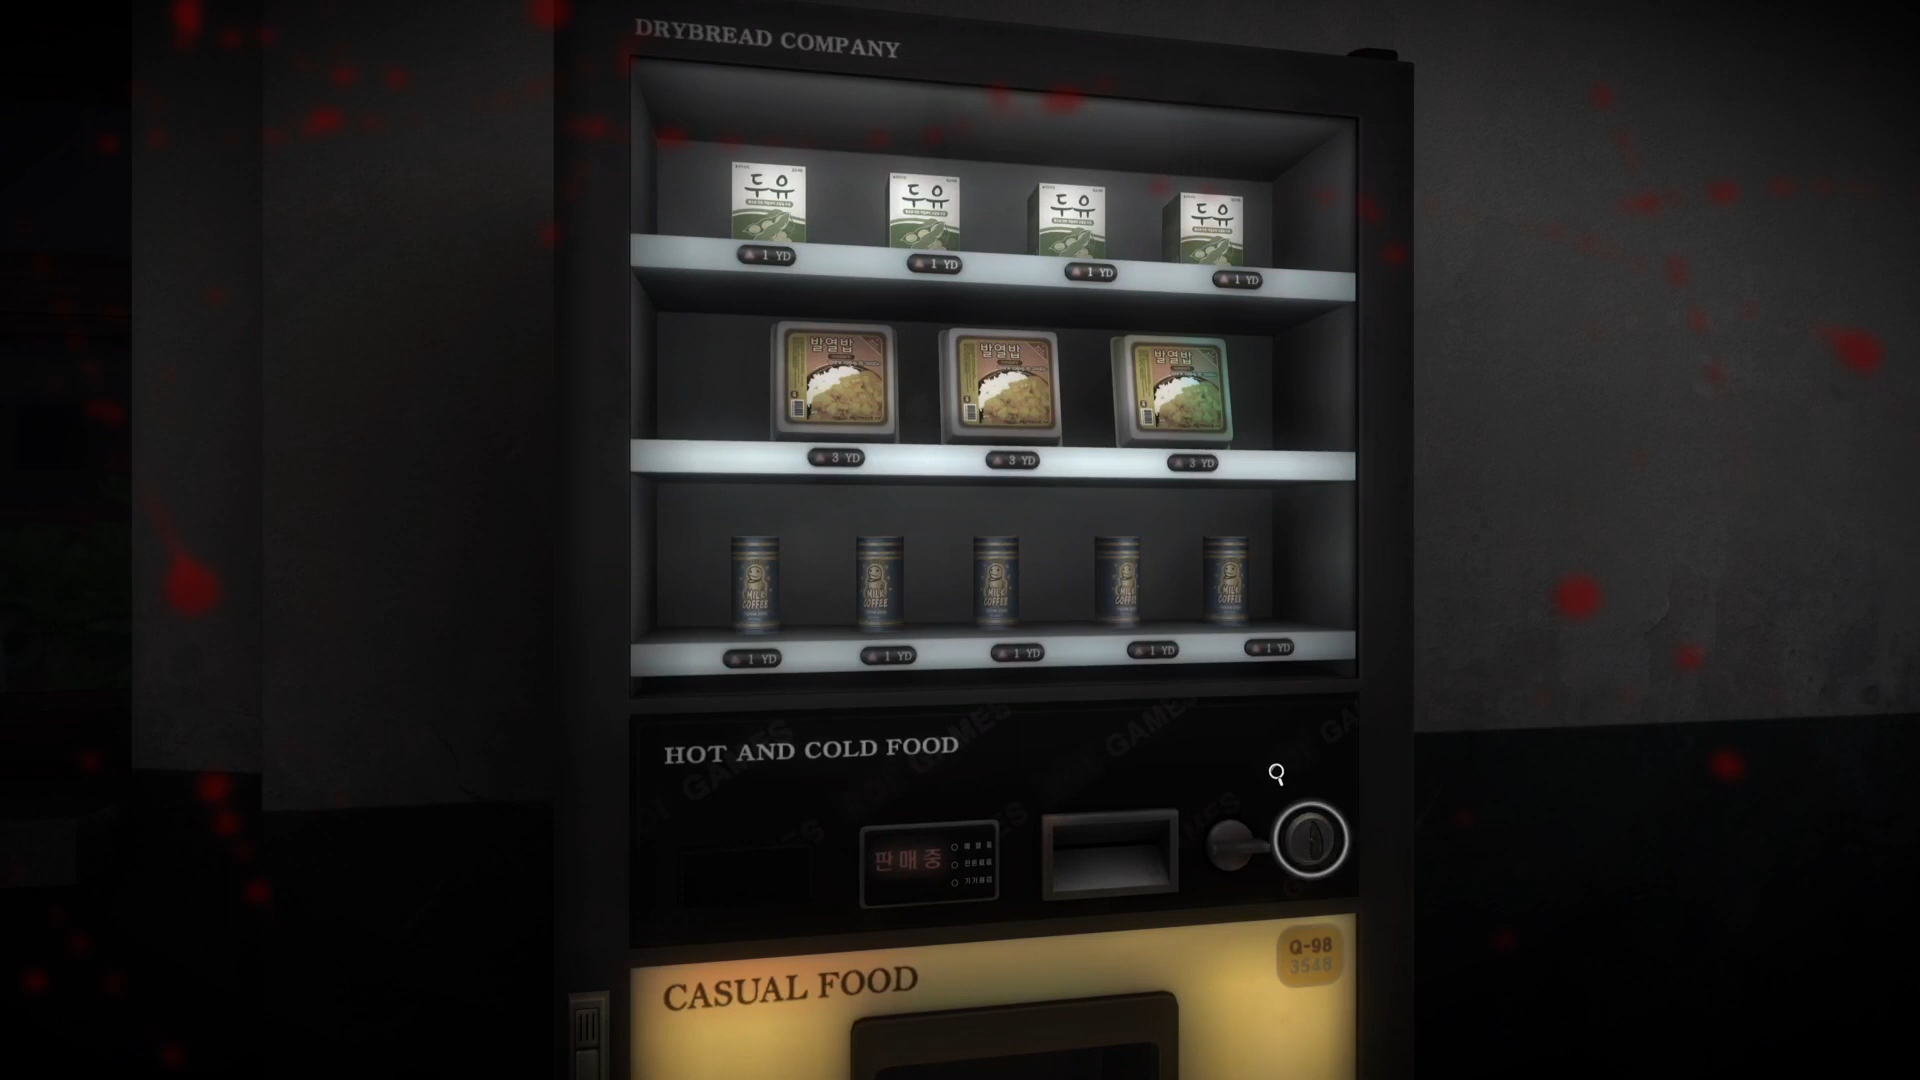 DRYBREAD COMPANY
두유
두유
두유
두유
1 YD
1 YD
1 YD
1 YD
발열밥
발열밥
발열밥
3 YD
3 YD
3 YD
MILK COFFEE
MILK COFFEE
MILK COFFEE
MILK COFFEE
MILK COFFEE
1 YD
1 YD
1 YD
1 YD
1 YD
HOT AND COLD FOOD
판매중
CASUAL FOOD
Q-98
3548